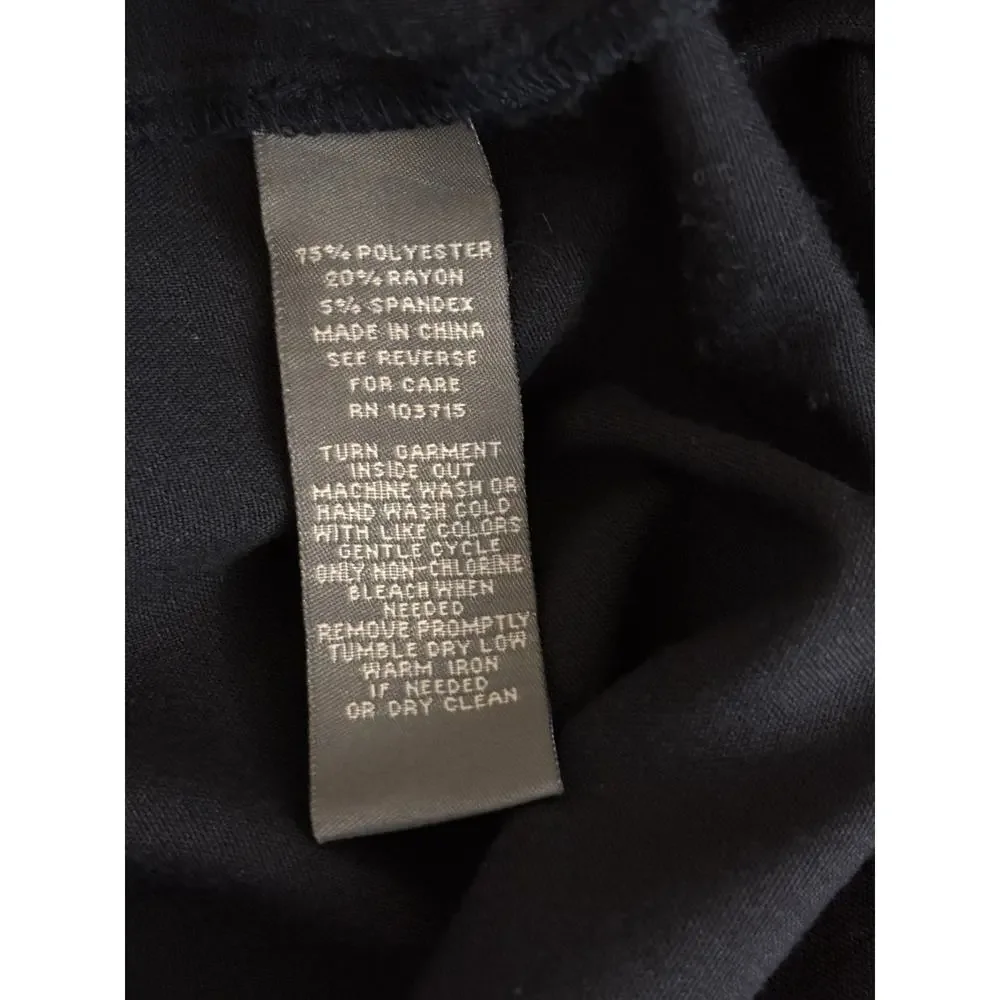 75% POLYESTER
20% RAYON
5% SPANDEX
MADE IN CHINA
SEE REVERSE
FOR CARE
RN 103715
TURN GARMENT
INSIDE OUT
MACHINE WASH OR
HAND WASH COLD
WITH LIKE COLORS
GENTLE CYCLE
ONLY NON-CHLORINE
BLEACH WHEN
NEEDED
REMOVE PROMPTLY
TUMBLE DRY LOW
WARM IRON
IF NEEDED
OR DRY CLEAN